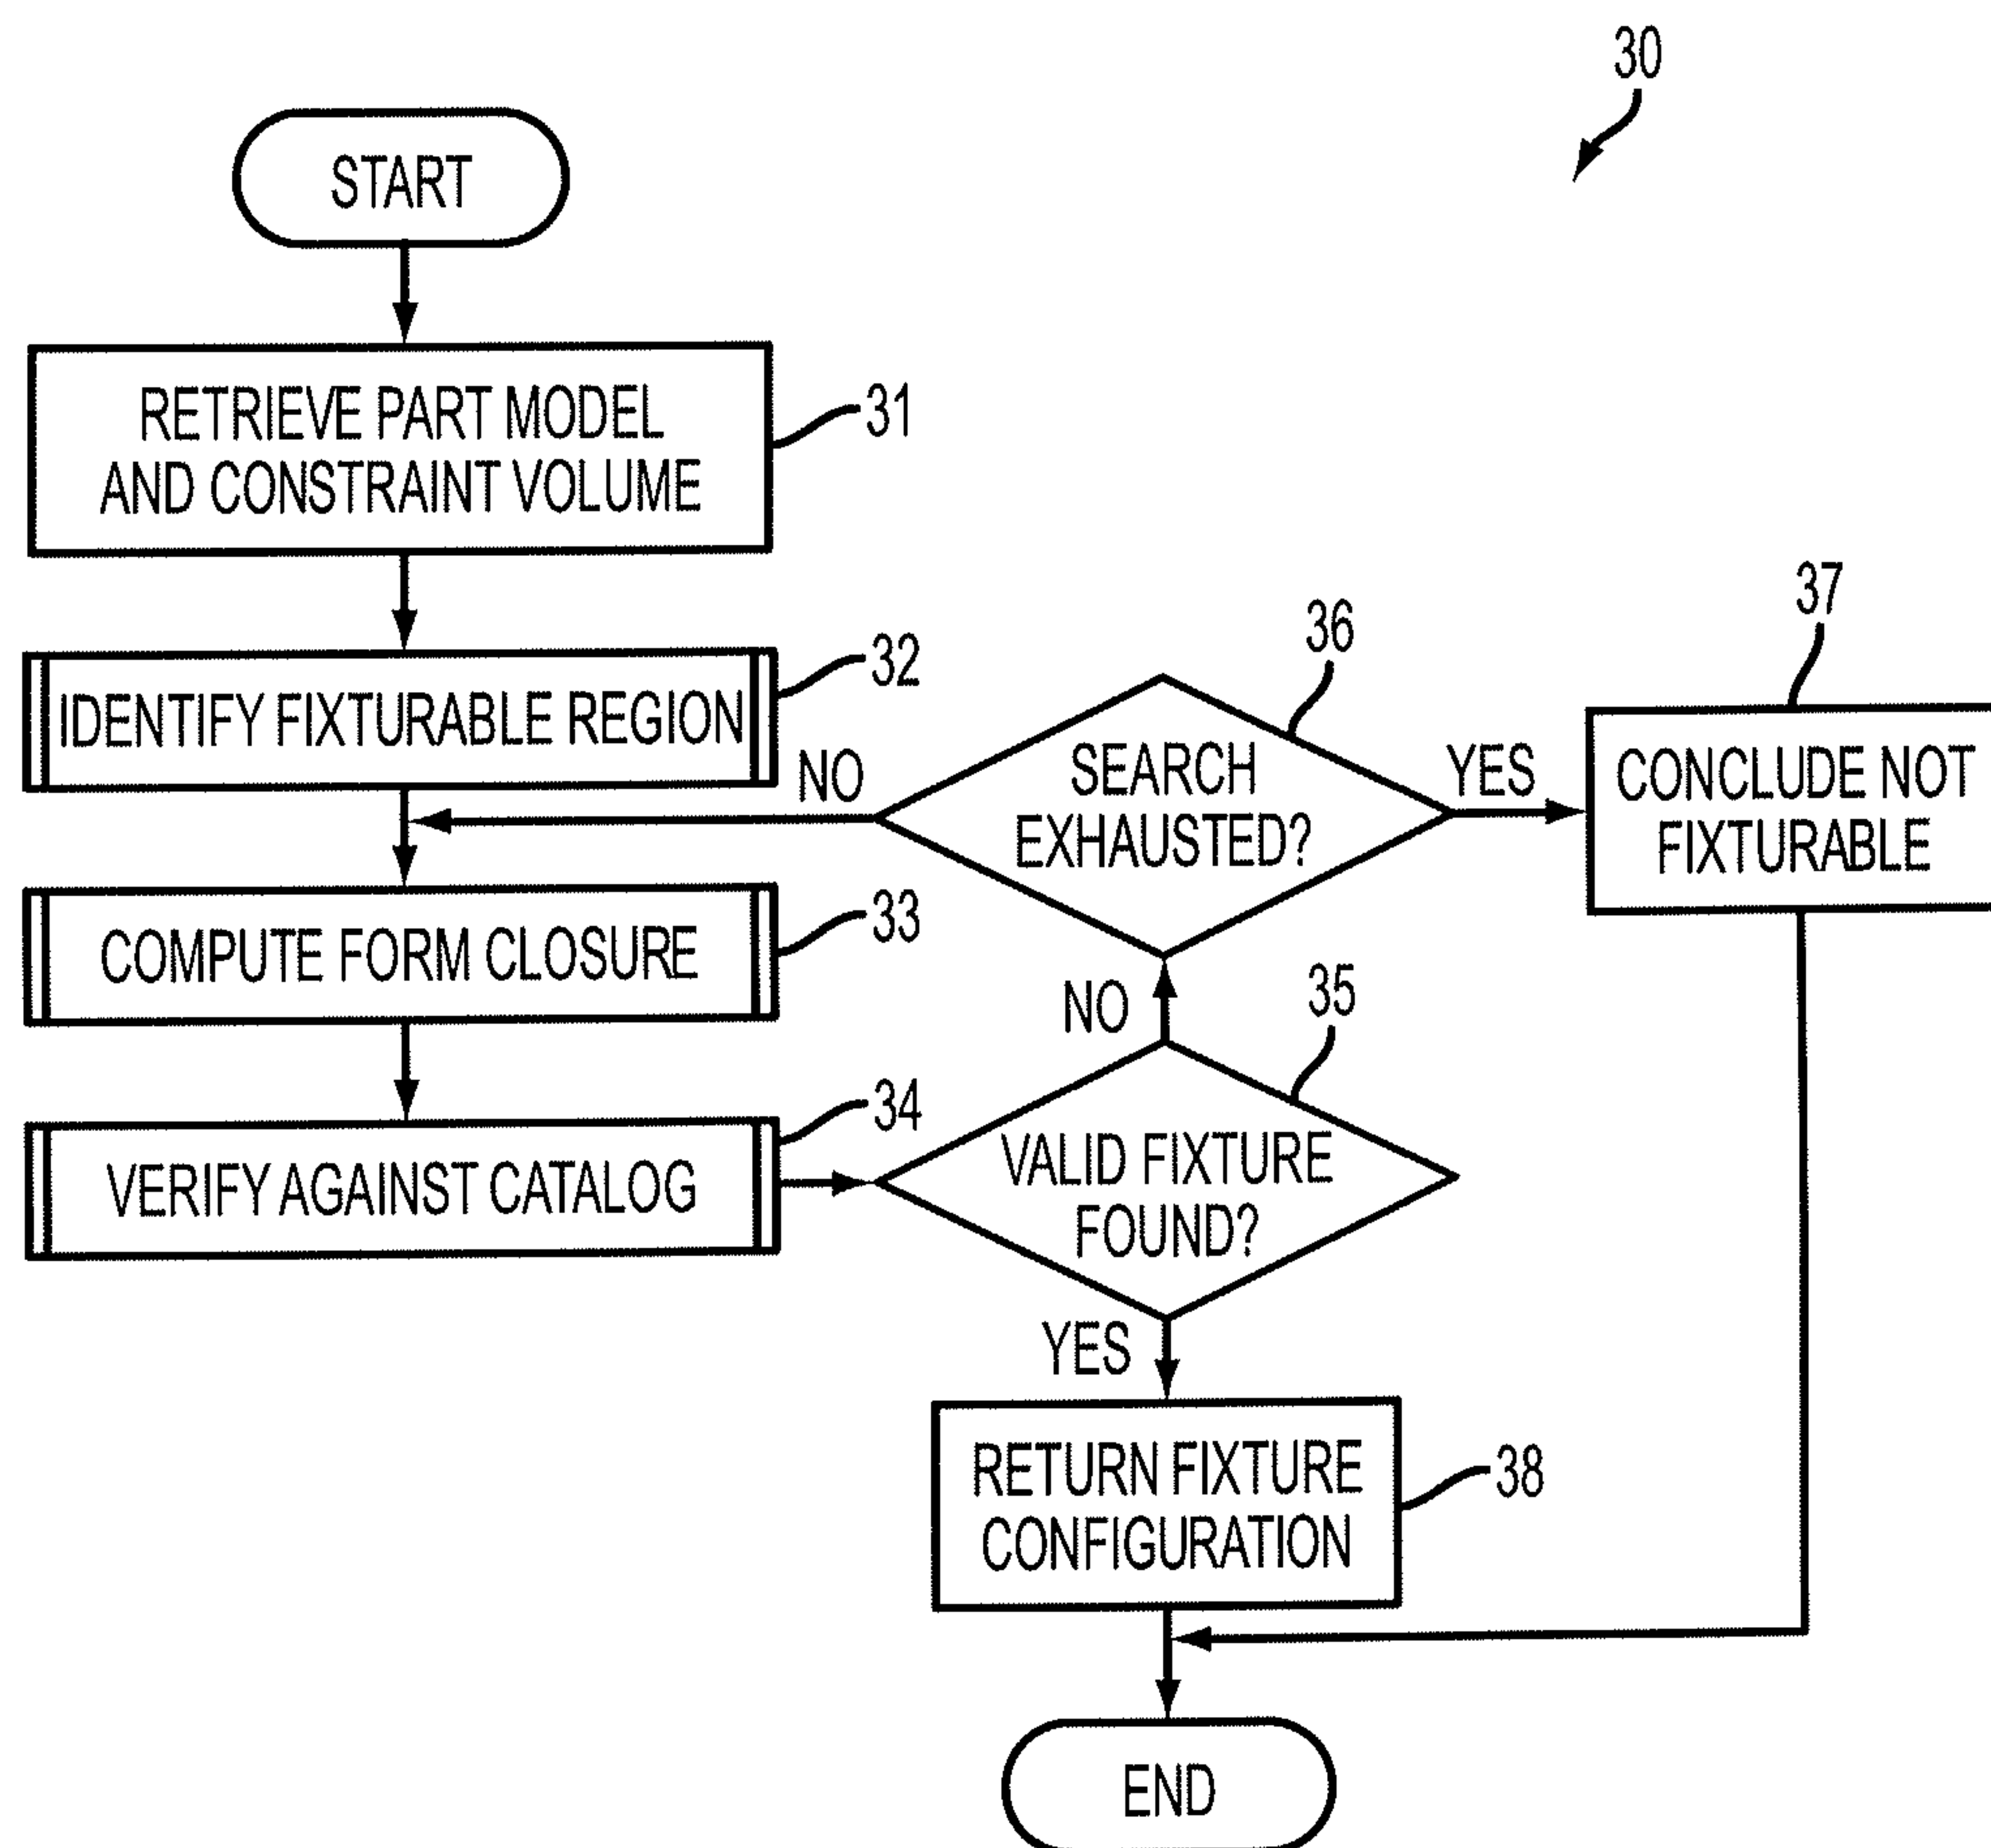 30
START
RETRIEVE PART MODEL
AND CONSTRAINT VOLUME
31
IDENTIFY FIXTURABLE REGION
32
COMPUTE FORM CLOSURE
33
VERIFY AGAINST CATALOG
34
VALID FIXTURE
FOUND?
35
NO
YES
SEARCH
EXHAUSTED?
36
NO
YES
CONCLUDE NOT
FIXTURABLE
37
RETURN FIXTURE
CONFIGURATION
38
END